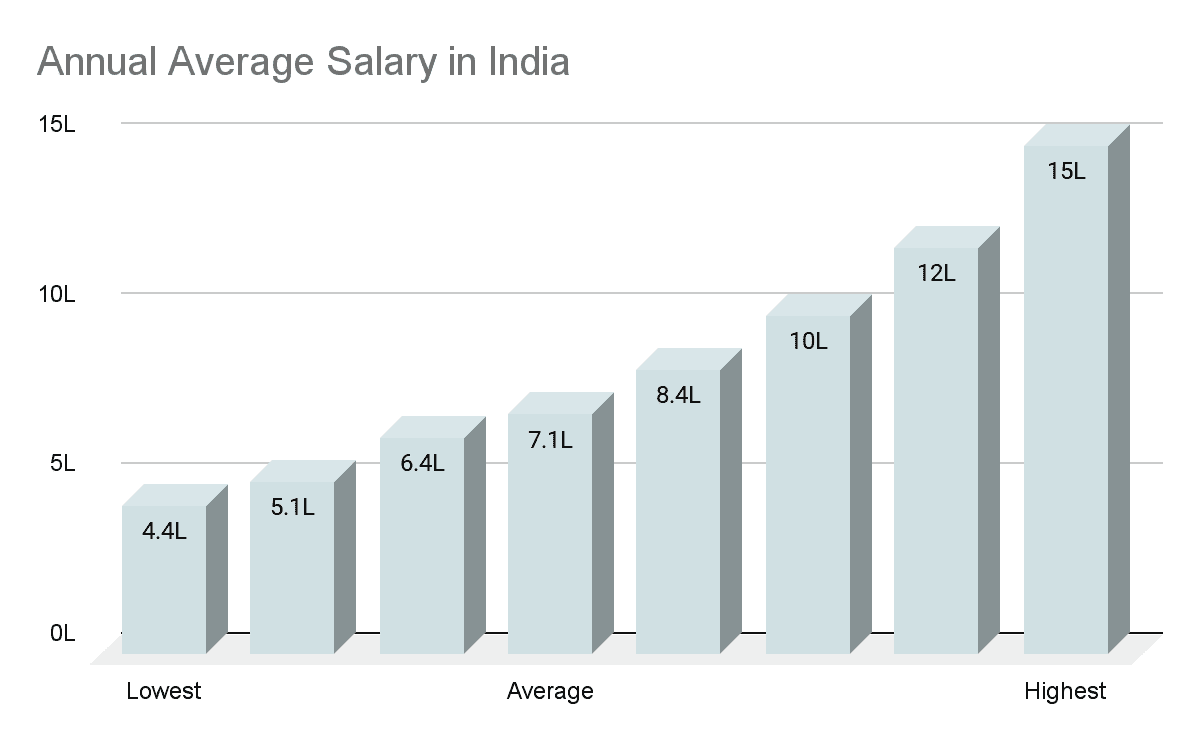 Annual Average Salary in India
15L
10L
5L
0L
4.4L
5.1L
6.4L
7.1L
8.4L
10L
12L
15L
Lowest
Average
Highest